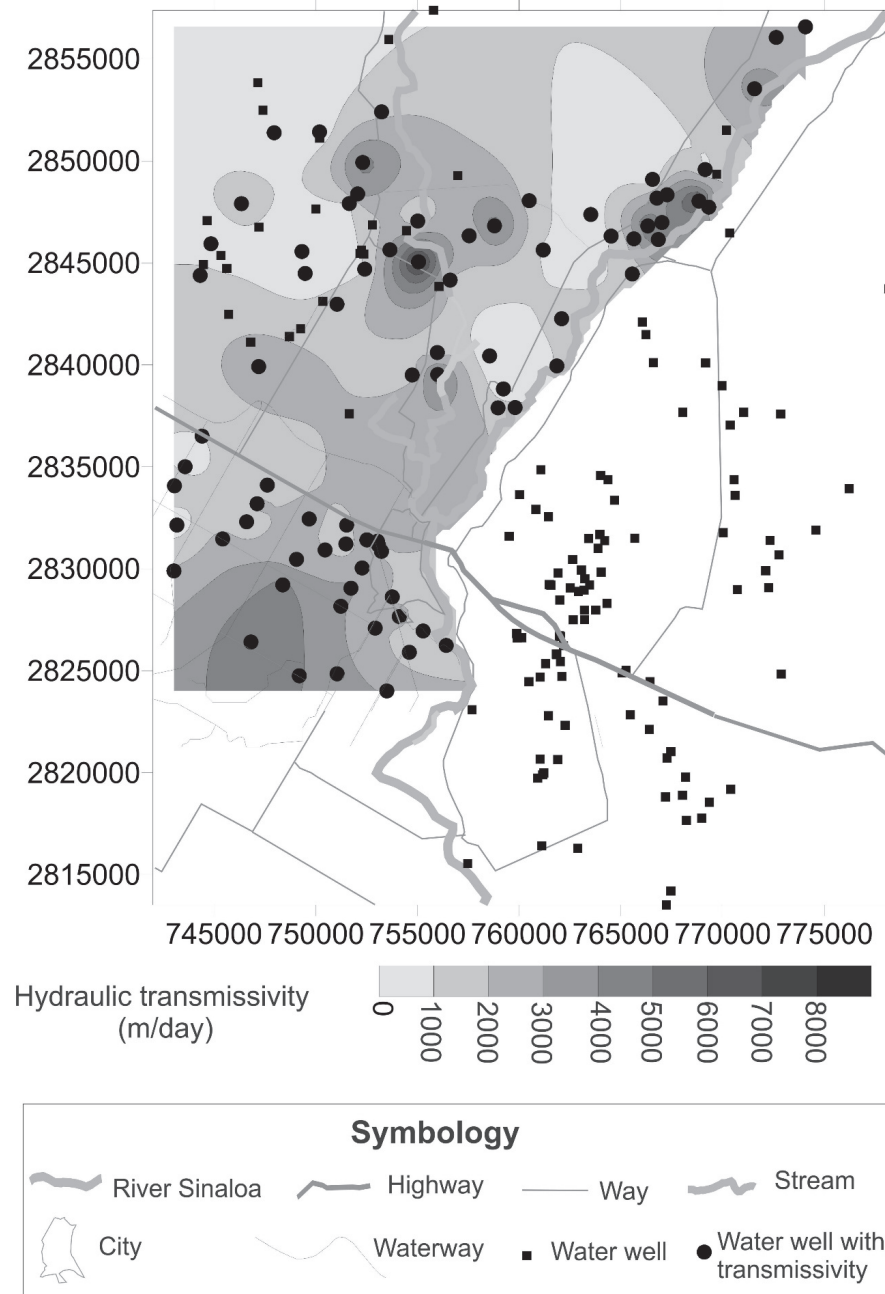 2855000
2850000
2845000
2840000
2835000
2830000
2825000
2820000
2815000
745000 750000 755000 760000 765000 770000 775000
Hydraulic transmissivity
(m/day)
0 1000 2000 3000 4000 5000 6000 7000 8000
Symbology
River Sinaloa Highway Way Stream
City Waterway Water well Water well with
transmissivity